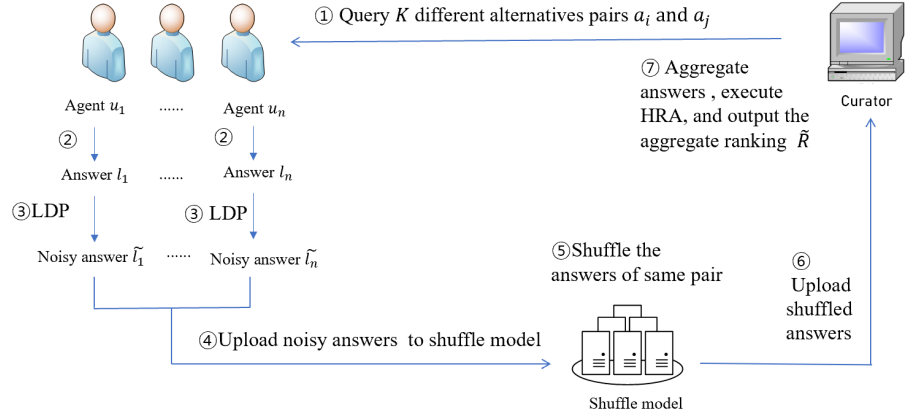 ① Query K different alternatives pairs a_i and a_j
⑦ Aggregate
answers , execute
HRA, and output the
aggregate ranking R̃
Curator
Agent u_1 ...... Agent u_n
② ②
Answer l_1 ...... Answer l_n
③LDP ③ LDP
Noisy answer l̃_1 ...... Noisy answer l̃_n
⑤Shuffle the
answers of same pair
⑥
Upload
shuffled
answers
④Upload noisy answers to shuffle model
Shuffle model